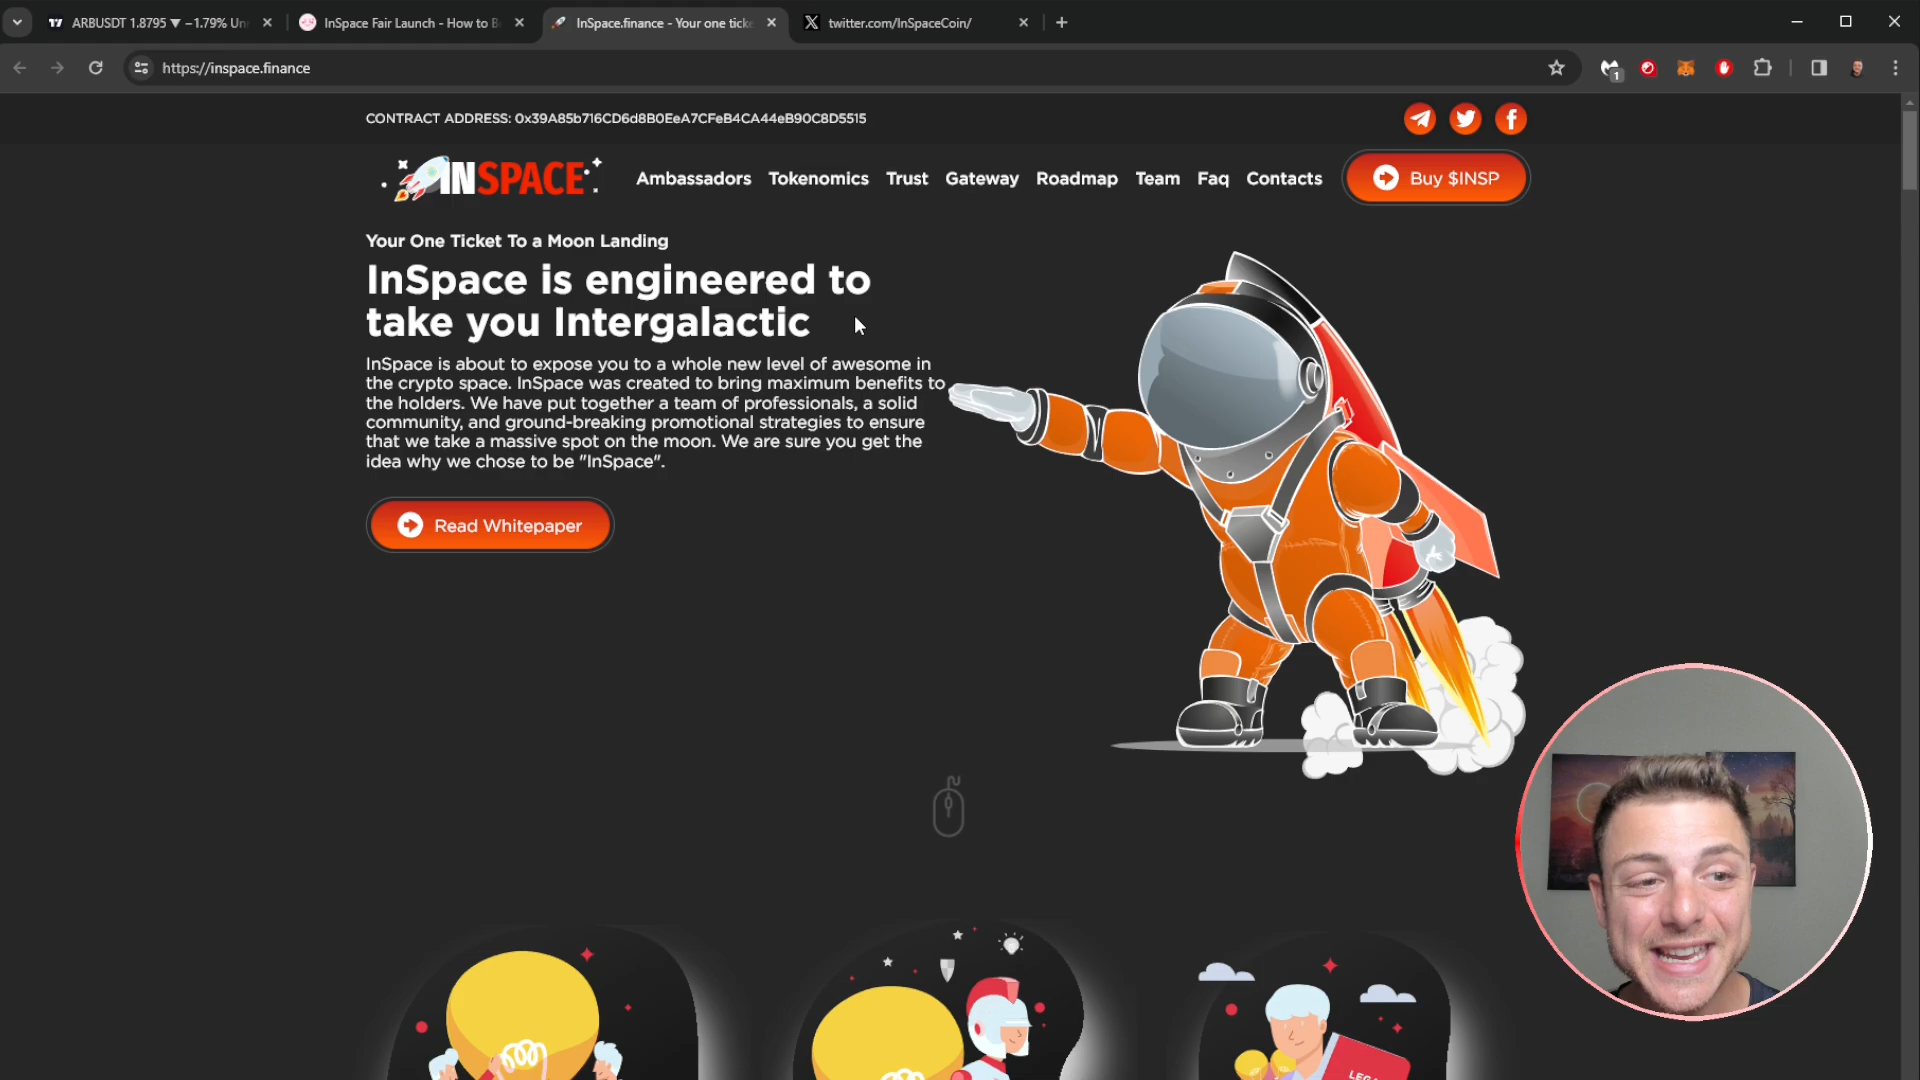 ARBUSDT 1.8795 ▼ −1.79% Un
InSpace Fair Launch - How to B
InSpace.finance - Your one ticke
twitter.com/InSpaceCoin/
https://inspace.finance
1
CONTRACT ADDRESS: 0x39A85b716CD6d8B0EeA7CFeB4CA44eB90C8D5515
INSPACE
Ambassadors
Tokenomics
Trust
Gateway
Roadmap
Team
Faq
Contacts
Buy $INSP
Your One Ticket To a Moon Landing
InSpace is engineered to
take you Intergalactic
InSpace is about to expose you to a whole new level of awesome in
the crypto space. InSpace was created to bring maximum benefits to
the holders. We have put together a team of professionals, a solid
community, and ground-breaking promotional strategies to ensure
that we take a massive spot on the moon. We are sure you get the
idea why we chose to be "InSpace".
Read Whitepaper